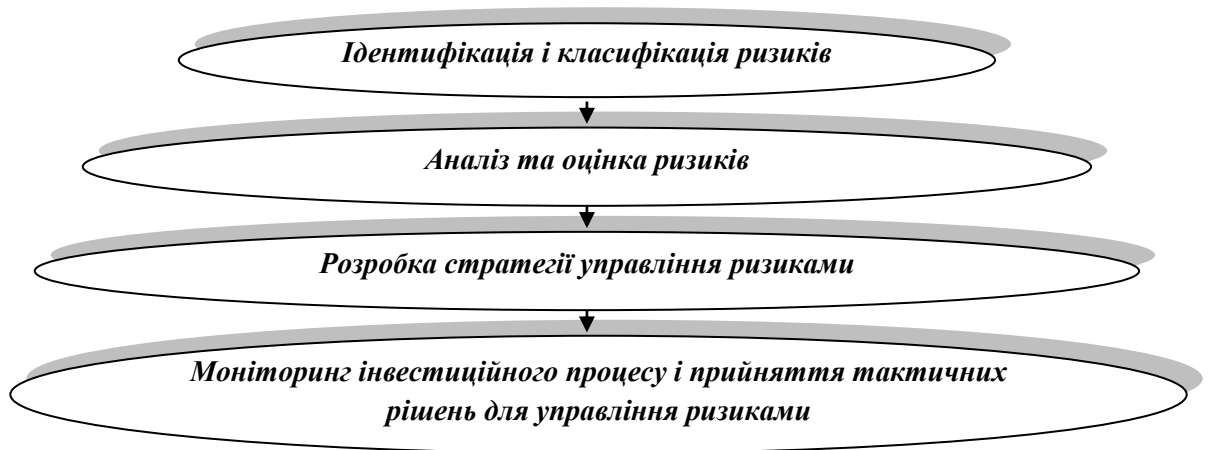 Ідентифікація і класифікація ризиків
Аналіз та оцінка ризиків
Розробка стратегії управління ризиками
Моніторинг інвестиційного процесу і прийняття тактичних
рішень для управління ризиками